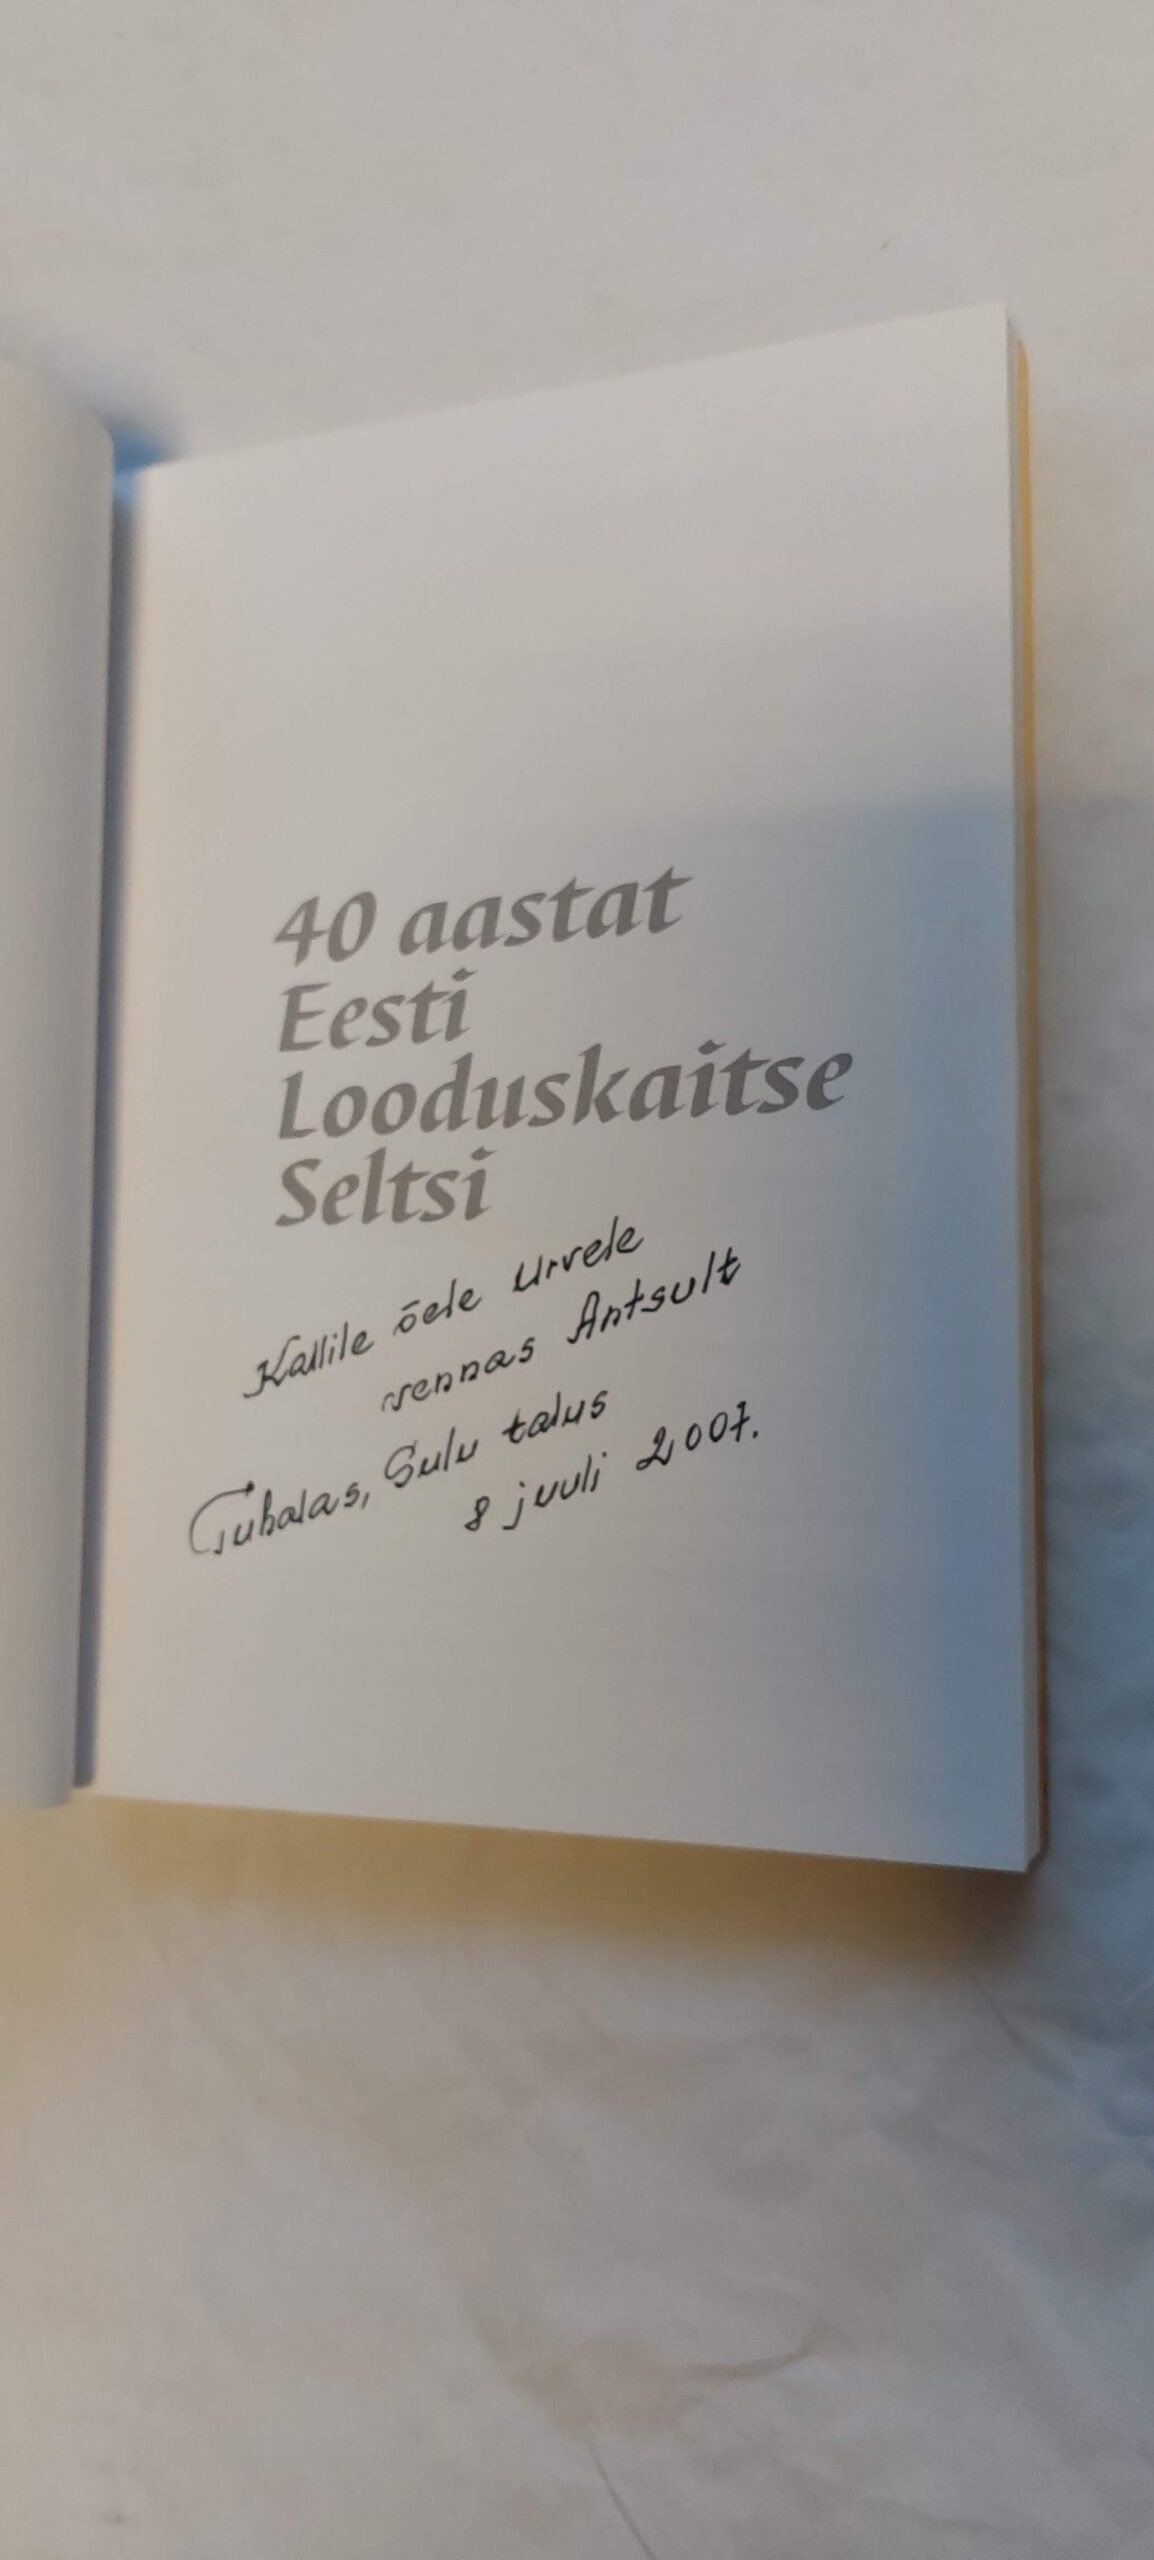 40 aastat
Eesti
Looduskaitse
Seltsi
Kallile õele Urvele
vennas Antsult
Tuhalas, Sulu talus
8 juuli 2007.